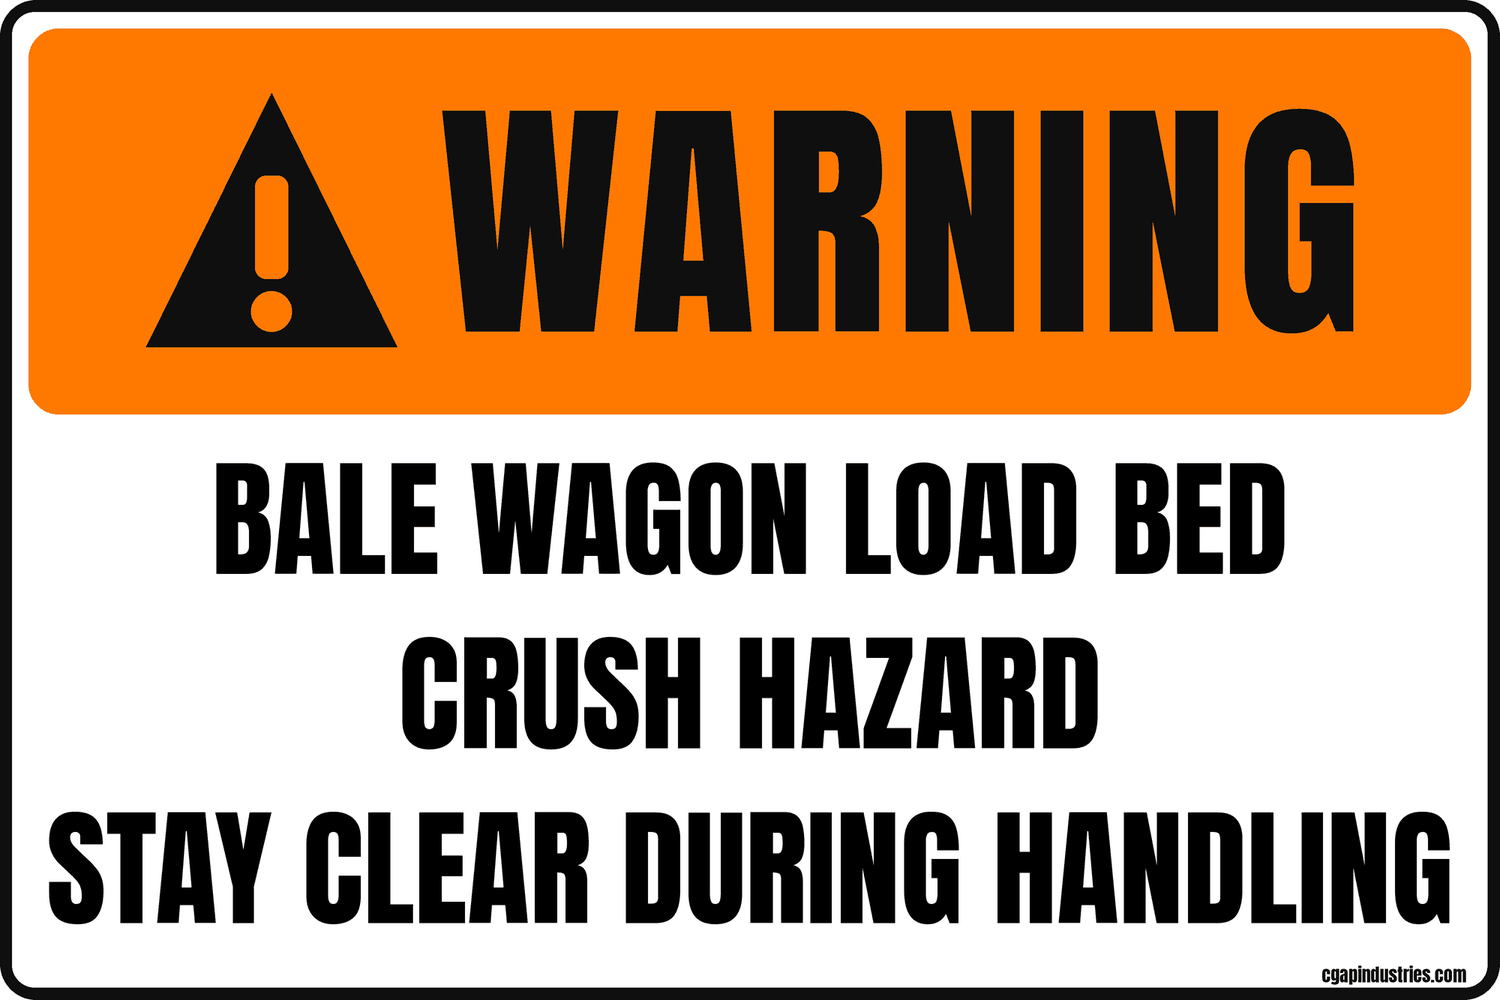 WARNING
BALE WAGON LOAD BED
CRUSH HAZARD
STAY CLEAR DURING HANDLING
cgapindustries.com